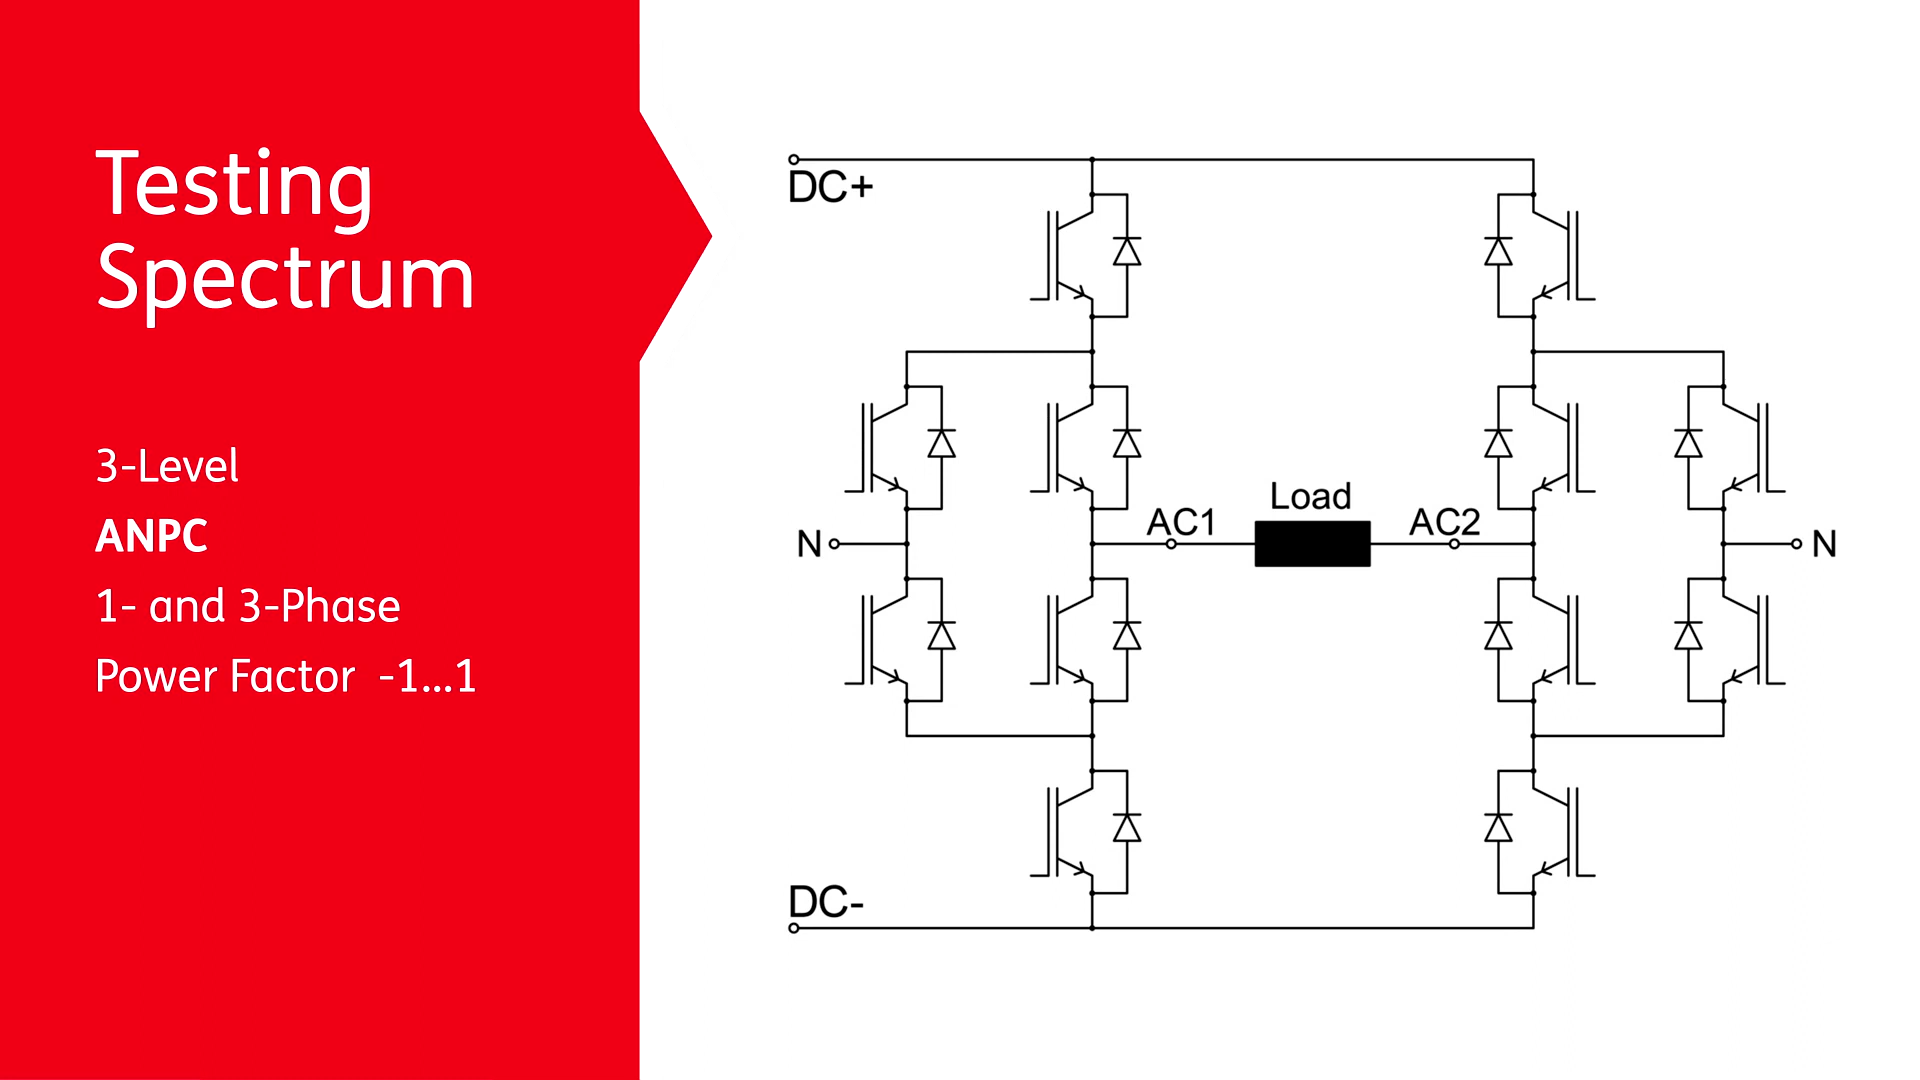 Testing
Spectrum
3-Level
ANPC
1- and 3-Phase
Power Factor -1...1
DC+
Load
AC1
AC2
N
N
DC-